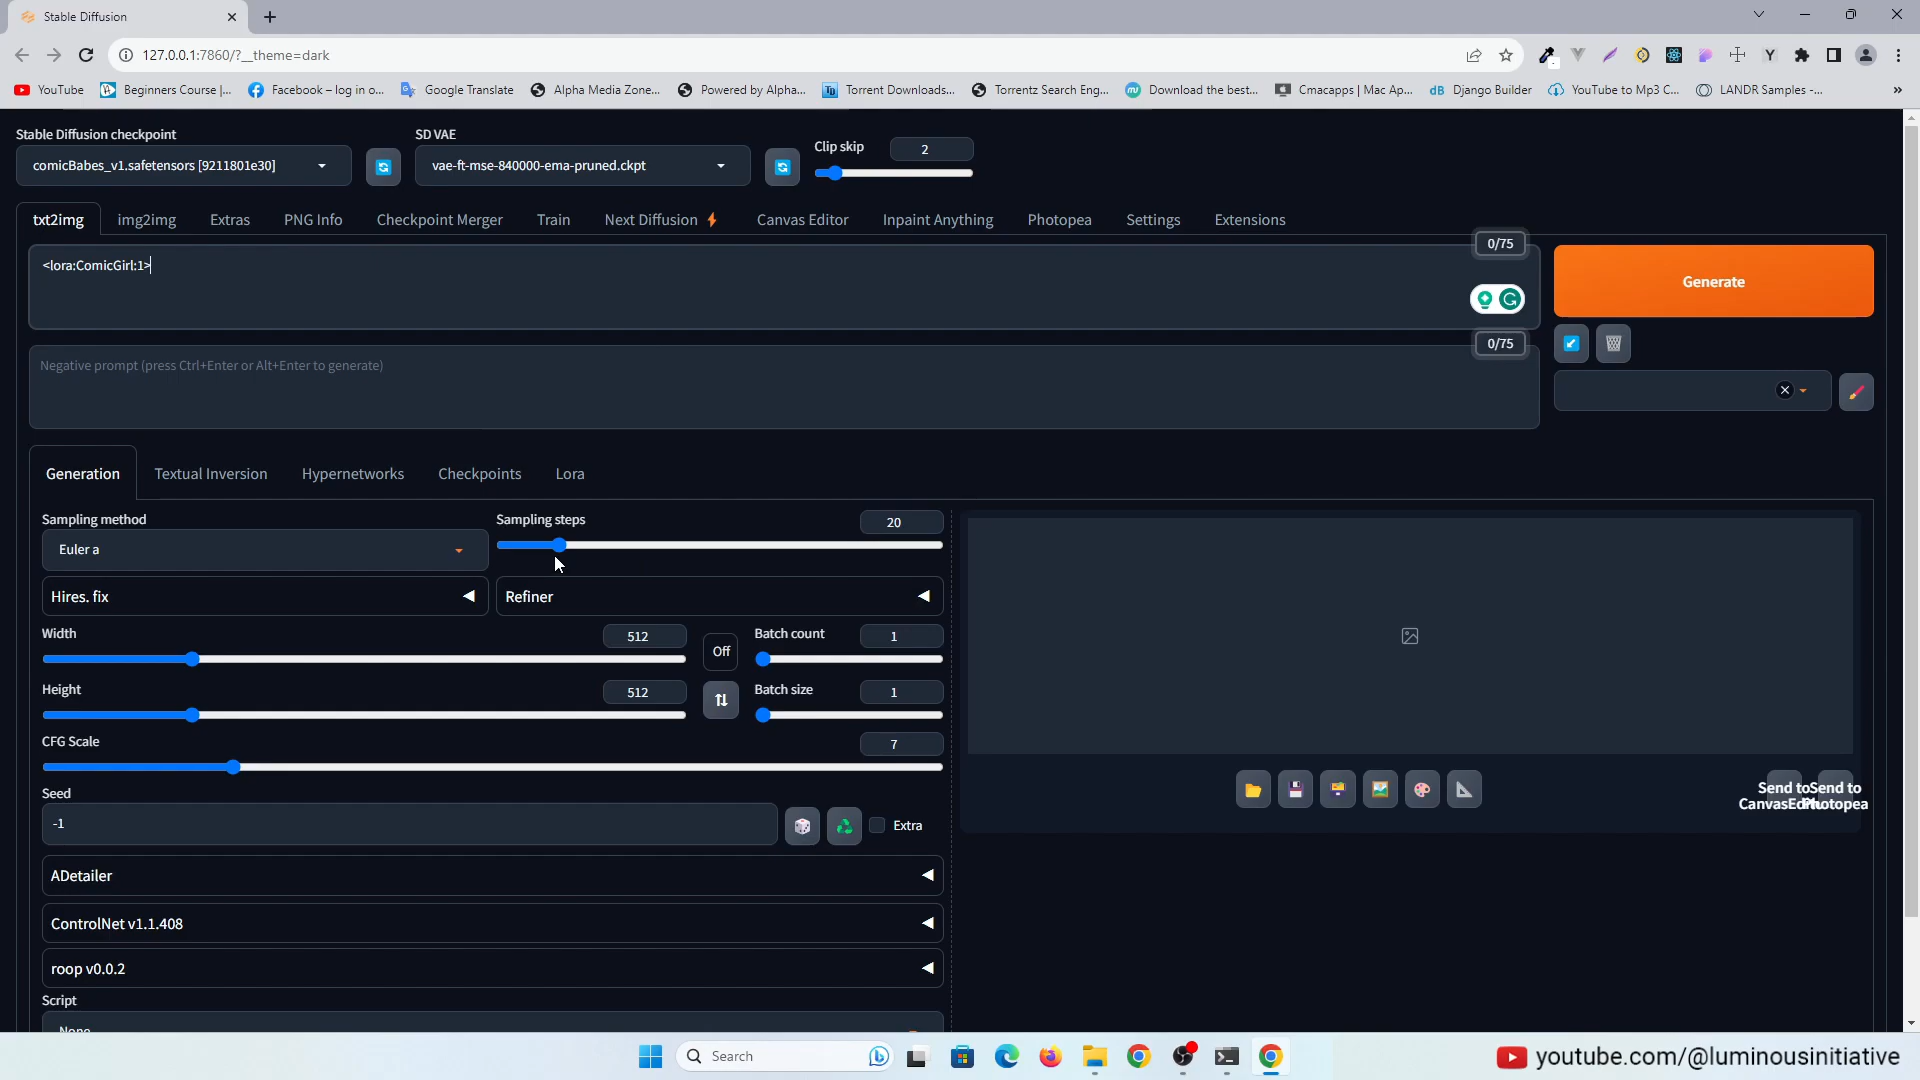 Stable Diffusion
127.0.0.1:7860/?__theme=dark
YouTube
Beginners Course |...
Facebook – log in o...
Google Translate
Alpha Media Zone...
Powered by Alpha...
Torrent Downloads...
Torrentz Search Eng...
Download the best...
Cmacapps | Mac Ap...
Django Builder
YouTube to Mp3 C...
LANDR Samples -...
Stable Diffusion checkpoint
SD VAE
Clip skip
2
comicBabes_v1.safetensors [9211801e30]
vae-ft-mse-840000-ema-pruned.ckpt
txt2img
img2img
Extras
PNG Info
Checkpoint Merger
Train
Next Diffusion
Canvas Editor
Inpaint Anything
Photopea
Settings
Extensions
0/75
<lora:ComicGirl:1>
Generate
0/75
Negative prompt (press Ctrl+Enter or Alt+Enter to generate)
Generation
Textual Inversion
Hypernetworks
Checkpoints
Lora
Sampling method
Sampling steps
20
Euler a
Hires. fix
Refiner
Width
512
Off
Batch count
1
Height
512
Batch size
1
CFG Scale
7
Seed
-1
Extra
Send to CanvasEditor
Send to Photopea
ADetailer
ControlNet v1.1.408
roop v0.0.2
Script
None
Search
youtube.com/@luminousinitiative